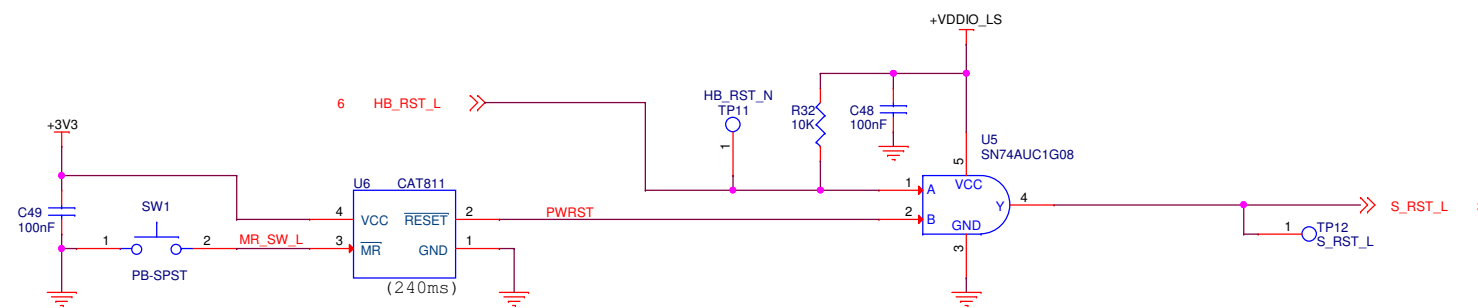 +VDDIO_LS
6 HB_RST_L
HB_RST_N
TP11
1
R32
10K
C48
100nF
+3V3
U5
SN74AUC1G08
5
VCC
1
A
2
B
Y
4
GND
3
S_RST_L
1
TP12
S_RST_L
U6 CAT811
C49
100nF
SW1
4
VCC
RESET
2
PWRST
1
2
MR_SW_L
3
MR
GND
1
PB-SPST
(240ms)